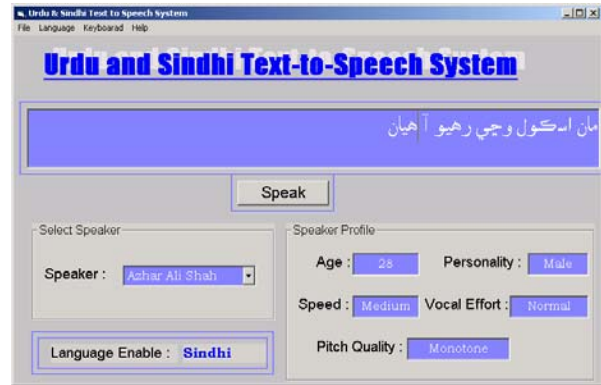 Urdu & Sindhi Text to Speech System
File Language Keyboarad Help
Urdu and Sindhi Text-to-Speech System
مان اسڪول وڃي رهيو آهيان
Speak
Select Speaker
Speaker : Azhar Ali Shah
Language Enable : Sindhi
Speaker Profile
Age : 28 Personality : Male
Speed : Medium Vocal Effort : Normal
Pitch Quality : Monotone